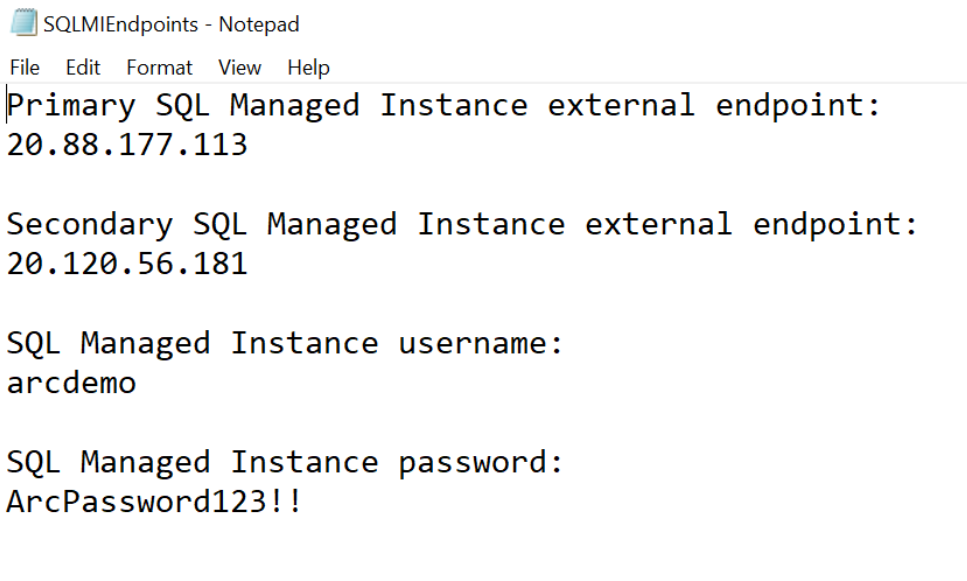 SQLMIEndpoints - Notepad
File Edit Format View Help
Primary SQL Managed Instance external endpoint:
20.88.177.113
Secondary SQL Managed Instance external endpoint:
20.120.56.181
SQL Managed Instance username:
arcdemo
SQL Managed Instance password:
ArcPassword123!!